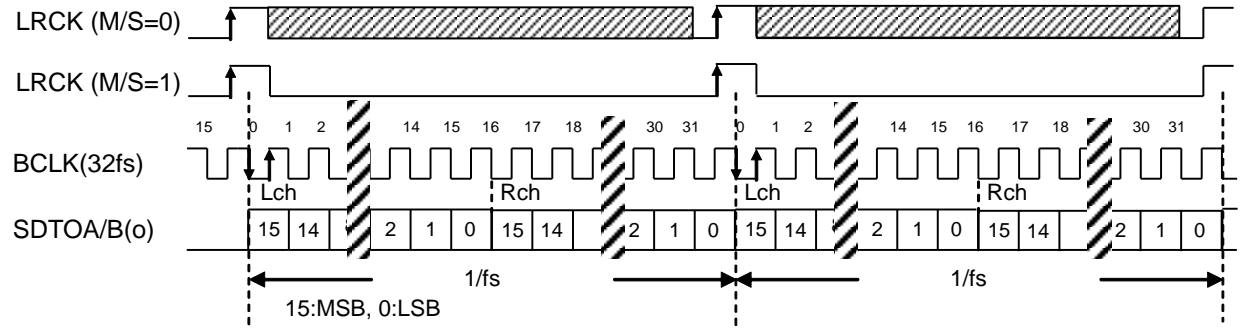 LRCK (M/S=0)
LRCK (M/S=1)
15 0 1 2 14 15 16 17 18 30 31 0 1 2 14 15 16 17 18 30 31
BCLK(32fs)
Lch Rch Lch Rch
SDTOA/B(o) 15 14 2 1 0 15 14 2 1 0 15 14 2 1 0 15 14 2 1 0
1/fs 1/fs
15:MSB, 0:LSB